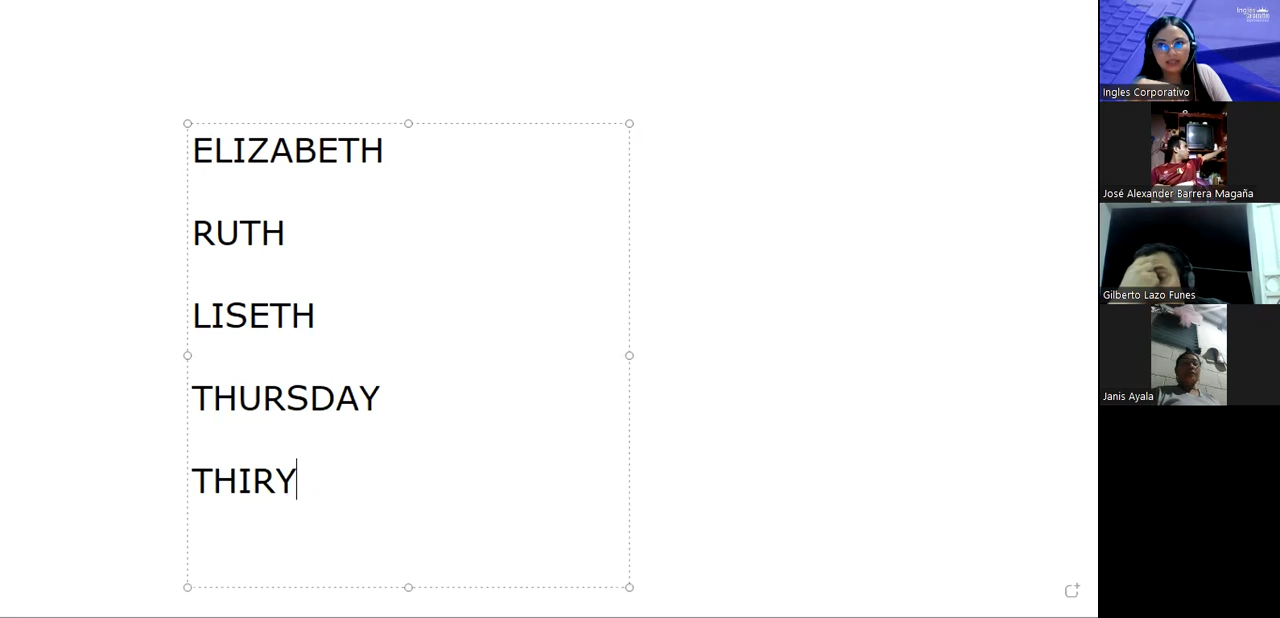 ELIZABETH
RUTH
LISETH
THURSDAY
THIRY
Ingles Corporativo
José Alexander Barrera Magaña
Gilberto Lazo Funes
Janis Ayala